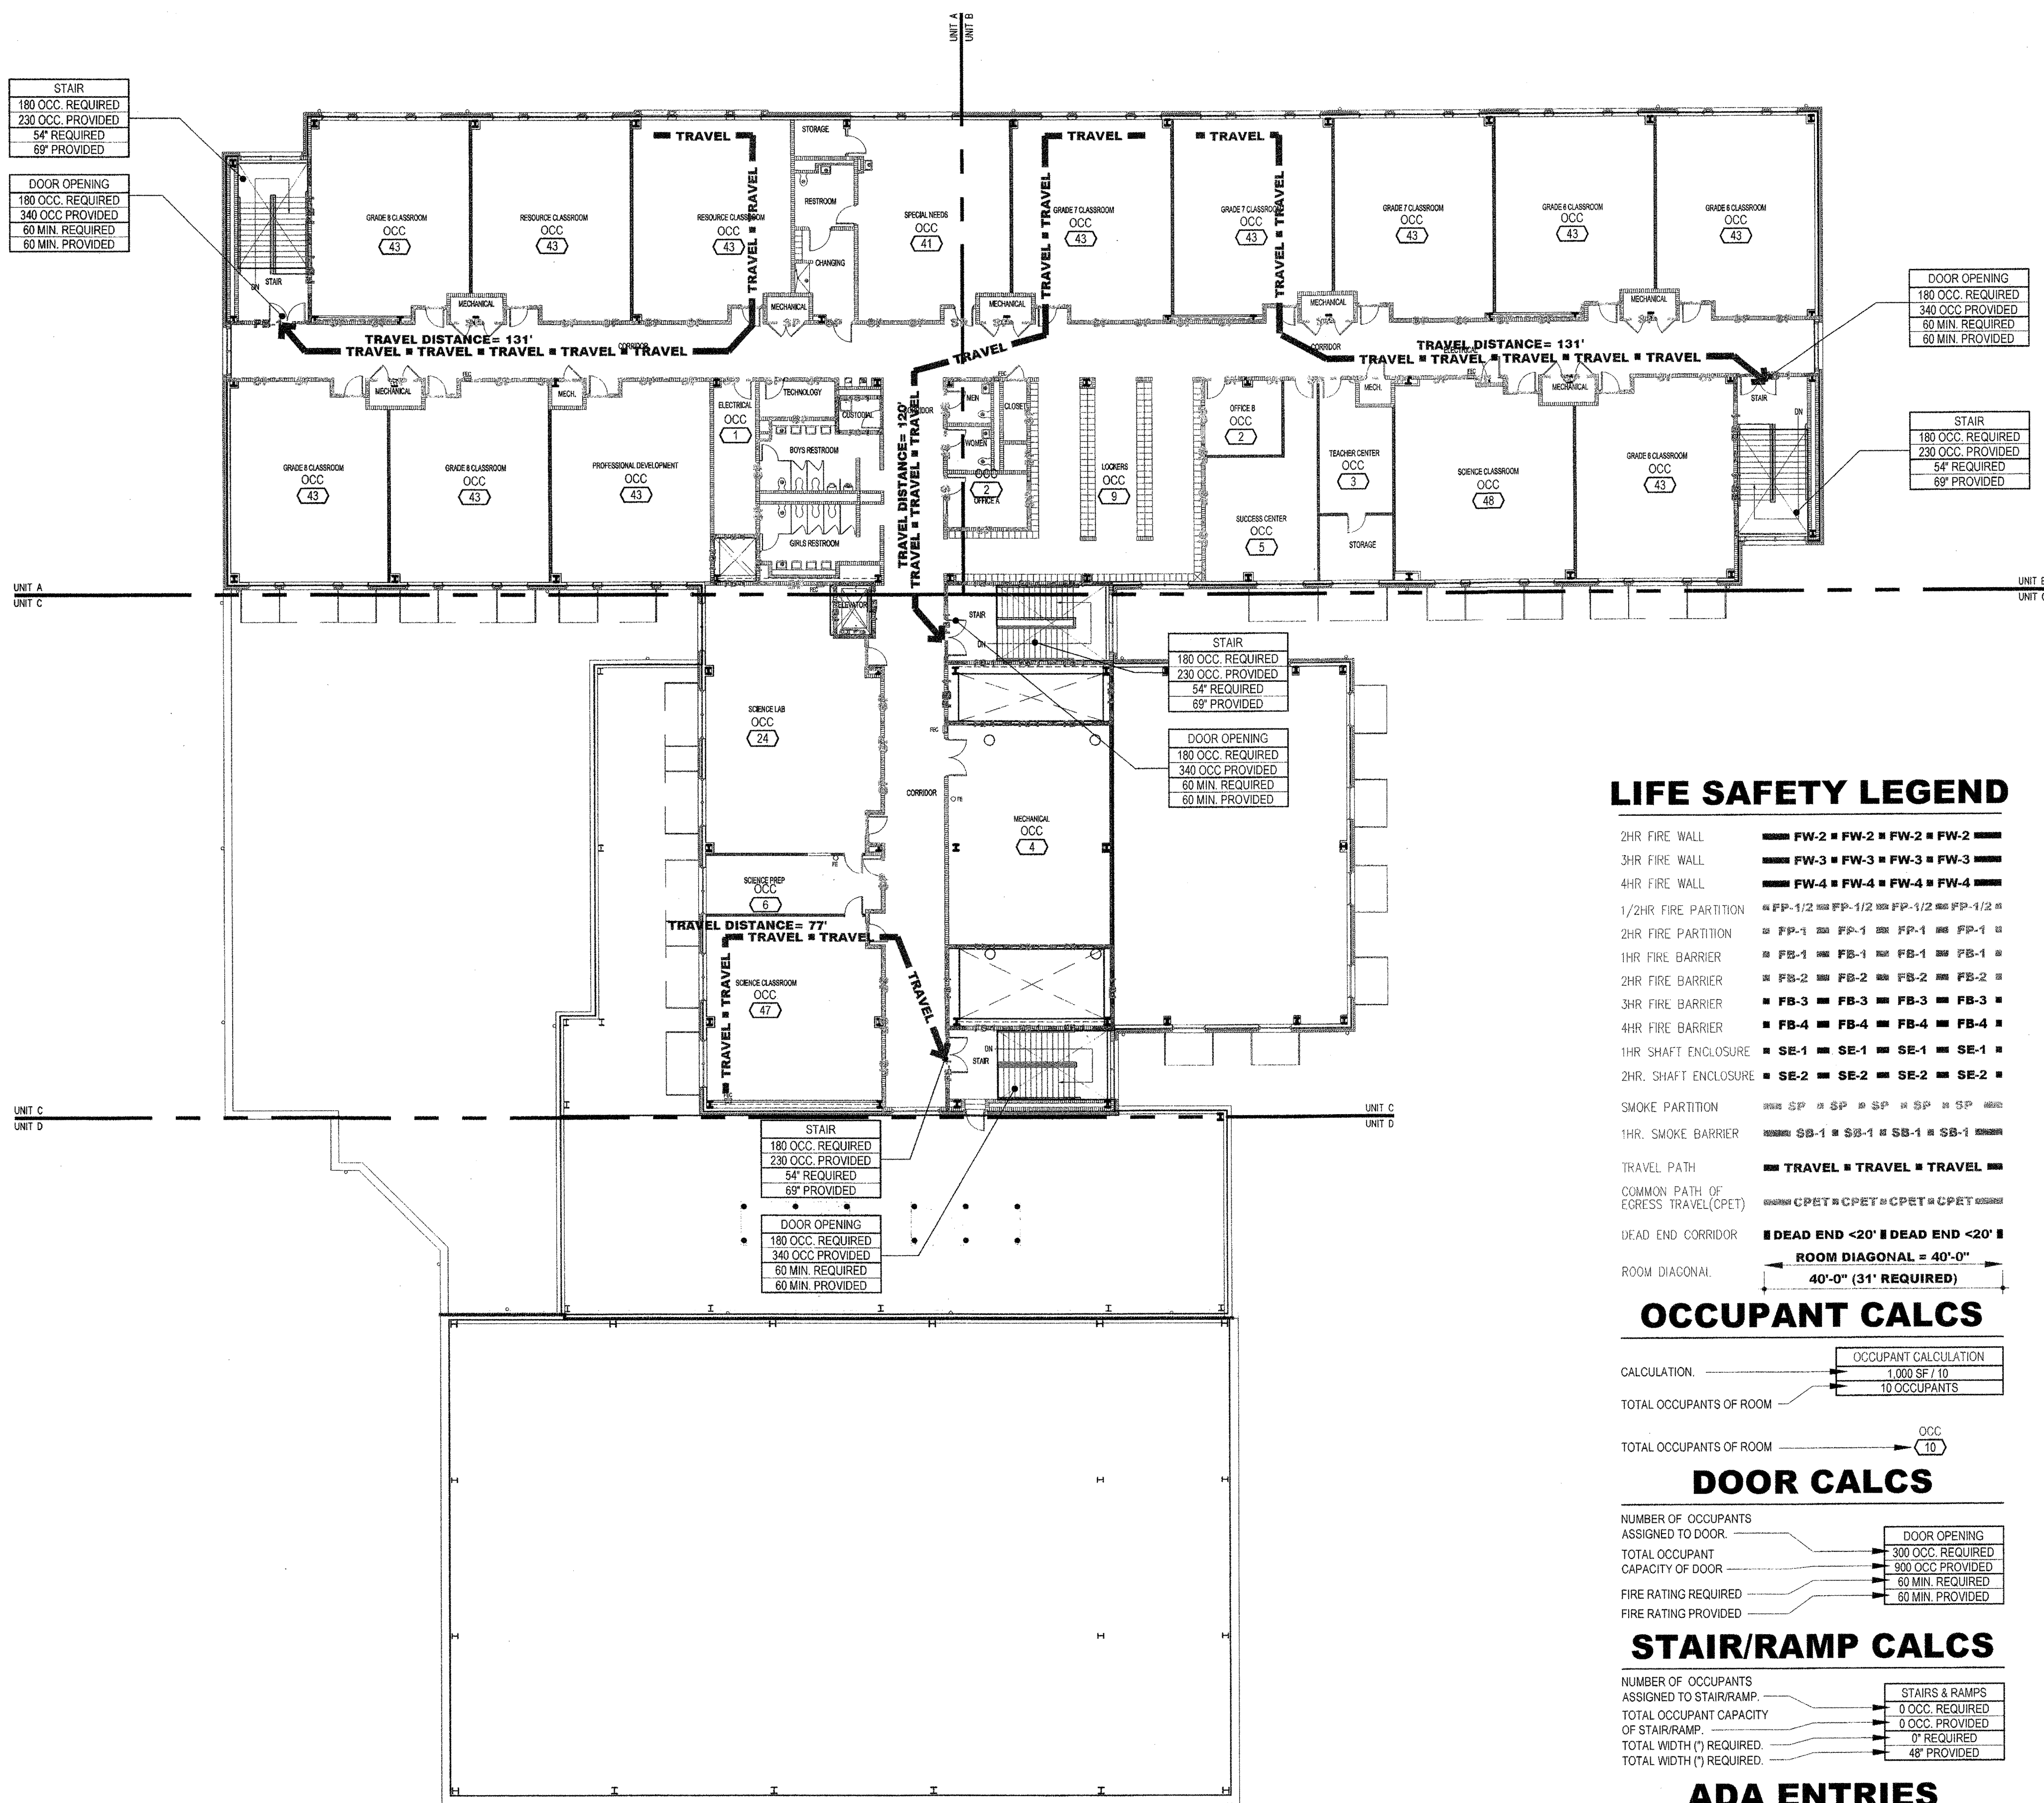 UNIT A
UNIT B
STAIR
180 OCC. REQUIRED
230 OCC. PROVIDED
54" REQUIRED
69" PROVIDED
DOOR OPENING
180 OCC. REQUIRED
340 OCC PROVIDED
60 MIN. REQUIRED
60 MIN. PROVIDED
STAIR
DN
GRADE 8 CLASSROOM
OCC
43
RESOURCE CLASSROOM
OCC
43
TRAVEL
RESOURCE CLASSROOM
OCC
43
TRAVEL TRAVEL
STORAGE
RESTROOM
CHANGING
SPECIAL NEEDS
OCC
41
TRAVEL
GRADE 7 CLASSROOM
OCC
43
TRAVEL TRAVEL
TRAVEL
GRADE 7 CLASSROOM
OCC
43
TRAVEL TRAVEL
GRADE 7 CLASSROOM
OCC
43
GRADE 6 CLASSROOM
OCC
43
GRADE 6 CLASSROOM
OCC
43
MECHANICAL
MECHANICAL
MECHANICAL
MECHANICAL
MECHANICAL
DOOR OPENING
180 OCC. REQUIRED
340 OCC PROVIDED
60 MIN. REQUIRED
60 MIN. PROVIDED
TRAVEL DISTANCE= 131'
CORRIDOR
TRAVEL TRAVEL TRAVEL TRAVEL TRAVEL
TRAVEL
TRAVEL DISTANCE= 131'
CORRIDOR
ELECTRICAL
TRAVEL TRAVEL TRAVEL TRAVEL TRAVEL
FEC
MECHANICAL
MECH.
FEC
MECH.
FEC
MECHANICAL
STAIR
DN
STAIR
180 OCC. REQUIRED
230 OCC. PROVIDED
54" REQUIRED
69" PROVIDED
GRADE 8 CLASSROOM
OCC
43
GRADE 8 CLASSROOM
OCC
43
PROFESSIONAL DEVELOPMENT
OCC
43
ELECTRICAL
OCC
1
TECHNOLOGY
CUSTODIAL
BOYS RESTROOM
GIRLS RESTROOM
CORRIDOR
TRAVEL DISTANCE= 120'
TRAVEL TRAVEL TRAVEL
MEN
WOMEN
CLOSET
OCC
2
OFFICE A
LOCKERS
OCC
9
OFFICE B
OCC
2
SUCCESS CENTER
OCC
5
TEACHER CENTER
OCC
3
STORAGE
SCIENCE CLASSROOM
OCC
48
GRADE 6 CLASSROOM
OCC
43
UNIT A
UNIT C
UNIT C
FEC
ELEVATOR
STAIR
DN
STAIR
180 OCC. REQUIRED
230 OCC. PROVIDED
54" REQUIRED
69" PROVIDED
DOOR OPENING
180 OCC. REQUIRED
340 OCC PROVIDED
60 MIN. REQUIRED
60 MIN. PROVIDED
SCIENCE LAB
OCC
24
FEC
CORRIDOR
FE
MECHANICAL
OCC
4
FE
SCIENCE PREP
OCC
6
TRAVEL DISTANCE= 77'
TRAVEL TRAVEL
TRAVEL TRAVEL
SCIENCE CLASSROOM
OCC
47
TRAVEL
DN
STAIR
UNIT C
UNIT D
UNIT C
UNIT D
STAIR
180 OCC. REQUIRED
230 OCC. PROVIDED
54" REQUIRED
69" PROVIDED
DOOR OPENING
180 OCC. REQUIRED
340 OCC PROVIDED
60 MIN. REQUIRED
60 MIN. PROVIDED
LIFE SAFETY LEGEND
2HR FIRE WALL FW-2 FW-2 FW-2 FW-2
3HR FIRE WALL FW-3 FW-3 FW-3 FW-3
4HR FIRE WALL FW-4 FW-4 FW-4 FW-4
1/2HR FIRE PARTITION FP-1/2 FP-1/2 FP-1/2 FP-1/2
2HR FIRE PARTITION FP-1 FP-1 FP-1 FP-1
1HR FIRE BARRIER FB-1 FB-1 FB-1 FB-1
2HR FIRE BARRIER FB-2 FB-2 FB-2 FB-2
3HR FIRE BARRIER FB-3 FB-3 FB-3 FB-3
4HR FIRE BARRIER FB-4 FB-4 FB-4 FB-4
1HR SHAFT ENCLOSURE SE-1 SE-1 SE-1 SE-1
2HR. SHAFT ENCLOSURE SE-2 SE-2 SE-2 SE-2
SMOKE PARTITION SP SP SP SP SP
1HR. SMOKE BARRIER SB-1 SB-1 SB-1 SB-1
TRAVEL PATH TRAVEL TRAVEL TRAVEL
COMMON PATH OF
EGRESS TRAVEL(CPET) CPET CPET CPET CPET
DEAD END CORRIDOR DEAD END <20' DEAD END <20'
ROOM DIAGONAL = 40'-0"
ROOM DIAGONAL
40'-0" (31' REQUIRED)
OCCUPANT CALCS
OCCUPANT CALCULATION
CALCULATION. 1,000 SF / 10
10 OCCUPANTS
TOTAL OCCUPANTS OF ROOM
OCC
TOTAL OCCUPANTS OF ROOM 10
DOOR CALCS
NUMBER OF OCCUPANTS
ASSIGNED TO DOOR.
TOTAL OCCUPANT
CAPACITY OF DOOR
FIRE RATING REQUIRED
FIRE RATING PROVIDED
DOOR OPENING
300 OCC. REQUIRED
900 OCC PROVIDED
60 MIN. REQUIRED
60 MIN. PROVIDED
STAIR/RAMP CALCS
NUMBER OF OCCUPANTS
ASSIGNED TO STAIR/RAMP.
TOTAL OCCUPANT CAPACITY
OF STAIR/RAMP.
TOTAL WIDTH (") REQUIRED.
TOTAL WIDTH (") REQUIRED.
STAIRS & RAMPS
0 OCC. REQUIRED
0 OCC. PROVIDED
0" REQUIRED
48" PROVIDED
ADA ENTRIES